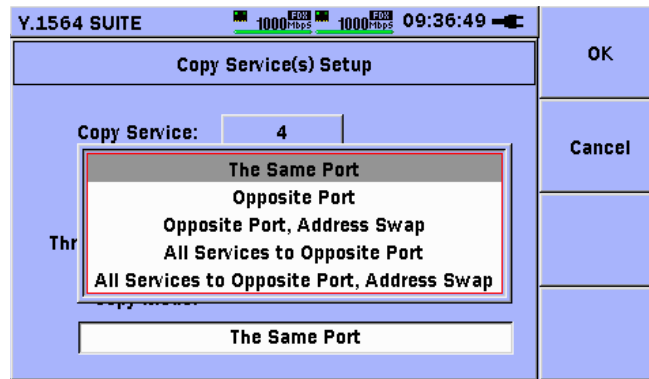 Y.1564 SUITE 1000 FDX Mbps 1000 FDX Mbps 09:36:49
Copy Service(s) Setup
OK
Copy Service: 4
Cancel
The Same Port
Opposite Port
Opposite Port, Address Swap
Thr
All Services to Opposite Port
All Services to Opposite Port, Address Swap
The Same Port